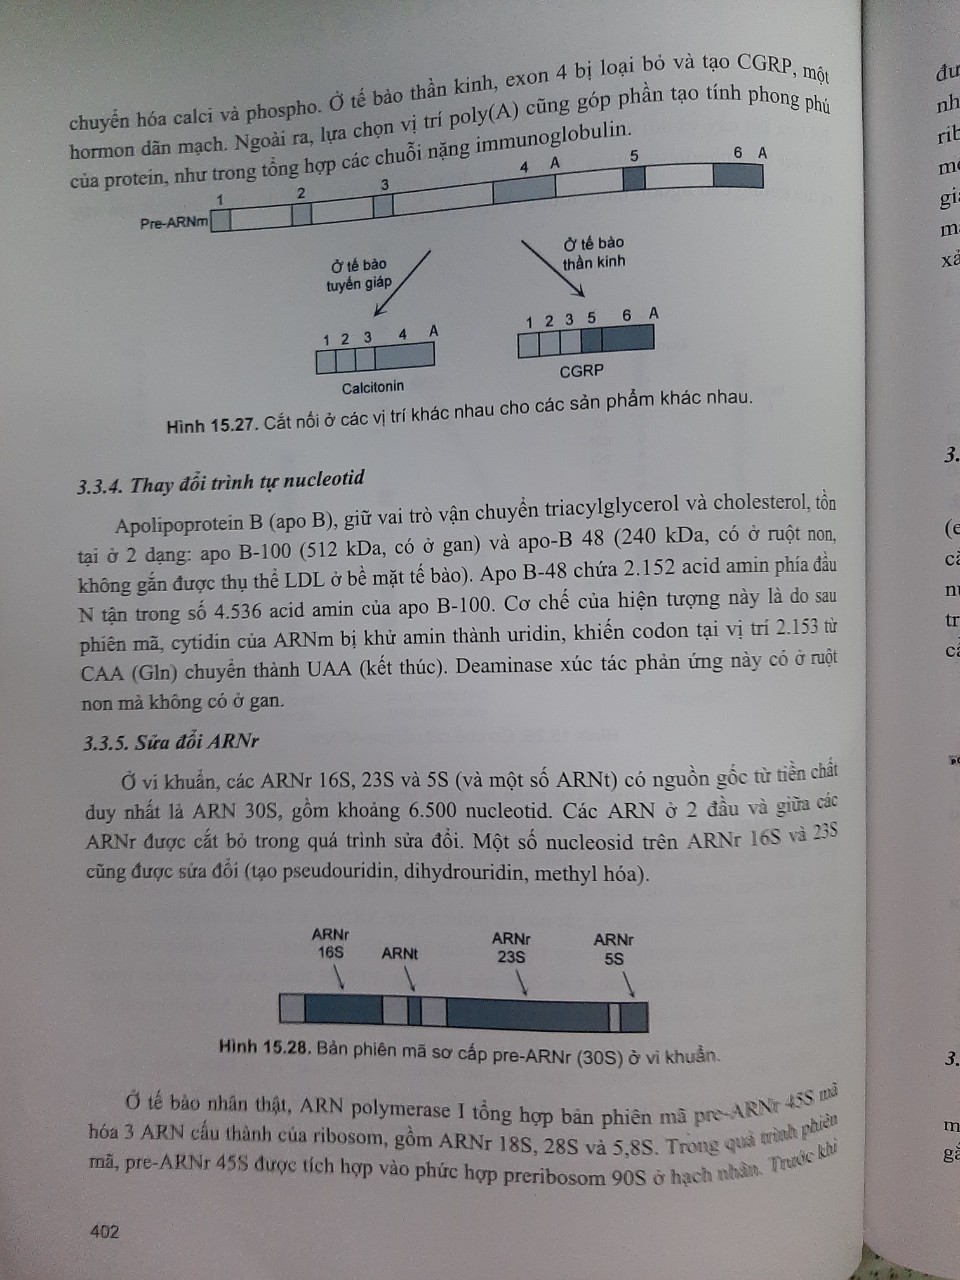 chuyển hóa calci và phospho. Ở tế bào thần kinh, exon 4 bị loại bỏ và tạo CGRP, một
hormon dãn mạch. Ngoài ra, lựa chọn vị trí poly(A) cũng góp phần tạo tính phong phú
của protein, như trong tổng hợp các chuỗi nặng immunoglobulin.
1 2 3 4 A 5 6 A
Pre-ARNm
Ở tế bào
tuyến giáp
Ở tế bào
thần kinh
1 2 3 4 A
Calcitonin
1 2 3 5 6 A
CGRP
Hình 15.27. Cắt nối ở các vị trí khác nhau cho các sản phẩm khác nhau.
3.3.4. Thay đổi trình tự nucleotid
Apolipoprotein B (apo B), giữ vai trò vận chuyển triacylglycerol và cholesterol, tồn
tại ở 2 dạng: apo B-100 (512 kDa, có ở gan) và apo-B 48 (240 kDa, có ở ruột non,
không gắn được thụ thể LDL ở bề mặt tế bào). Apo B-48 chứa 2.152 acid amin phía đầu
N tận trong số 4.536 acid amin của apo B-100. Cơ chế của hiện tượng này là do sau
phiên mã, cytidin của ARNm bị khử amin thành uridin, khiến codon tại vị trí 2.153 từ
CAA (Gln) chuyển thành UAA (kết thúc). Deaminase xúc tác phản ứng này có ở ruột
non mà không có ở gan.
3.3.5. Sửa đổi ARNr
Ở vi khuẩn, các ARNr 16S, 23S và 5S (và một số ARNt) có nguồn gốc từ tiền chất
duy nhất là ARN 30S, gồm khoảng 6.500 nucleotid. Các ARN ở 2 đầu và giữa các
ARNr được cắt bỏ trong quá trình sửa đổi. Một số nucleosid trên ARNr 16S và 23S
cũng được sửa đổi (tạo pseudouridin, dihydrouridin, methyl hóa).
ARNr
16S
ARNt
ARNr
23S
ARNr
5S
Hình 15.28. Bản phiên mã sơ cấp pre-ARNr (30S) ở vi khuẩn.
Ở tế bào nhân thật, ARN polymerase I tổng hợp bản phiên mã pre-ARNr 45S mã
hóa 3 ARN cấu thành của ribosom, gồm ARNr 18S, 28S và 5,8S. Trong quá trình phiên
mã, pre-ARNr 45S được tích hợp vào phức hợp preribosom 90S ở hạch nhân. Trước khi
402